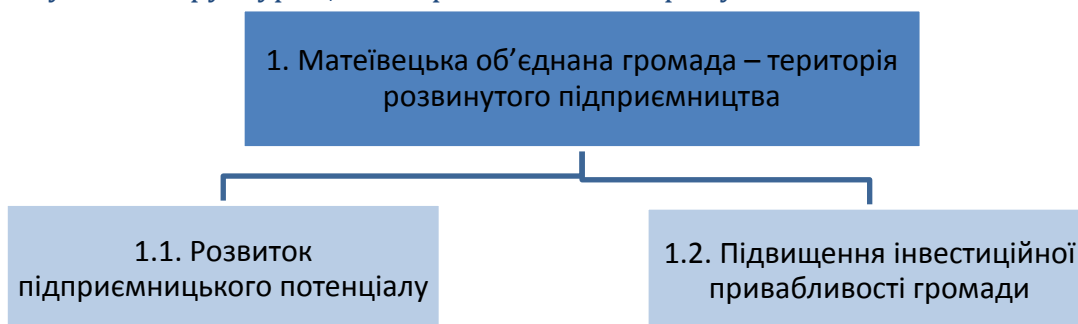 1. Матеївецька об’єднана громада – територія
розвинутого підприємництва
1.1. Розвиток
підприємницького потенціалу
1.2. Підвищення інвестиційної
привабливості громади